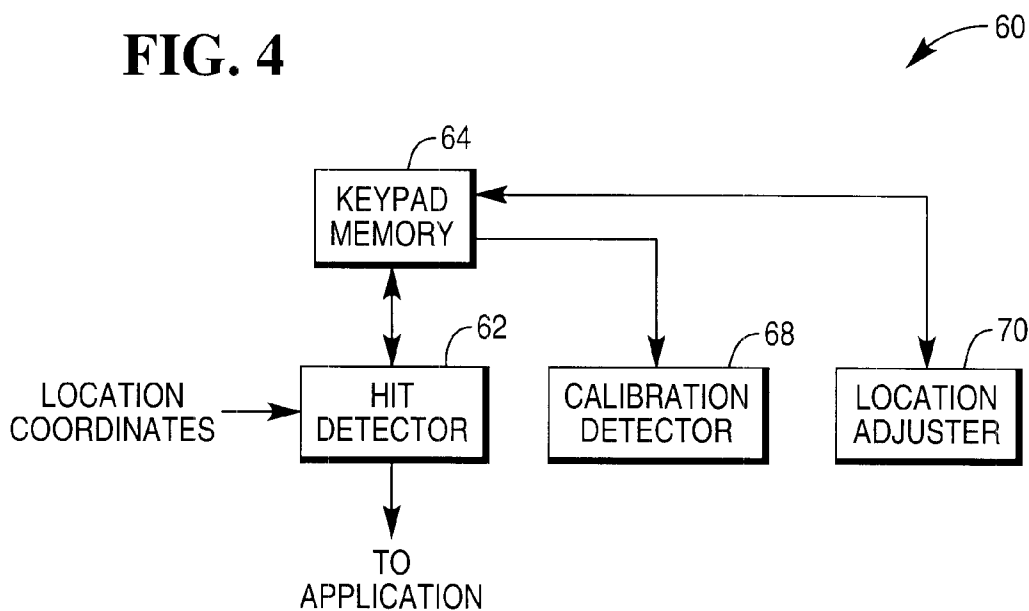 FIG. 4
60
64
KEYPAD
MEMORY
62
68
70
LOCATION
COORDINATES
HIT
DETECTOR
CALIBRATION
DETECTOR
LOCATION
ADJUSTER
TO
APPLICATION